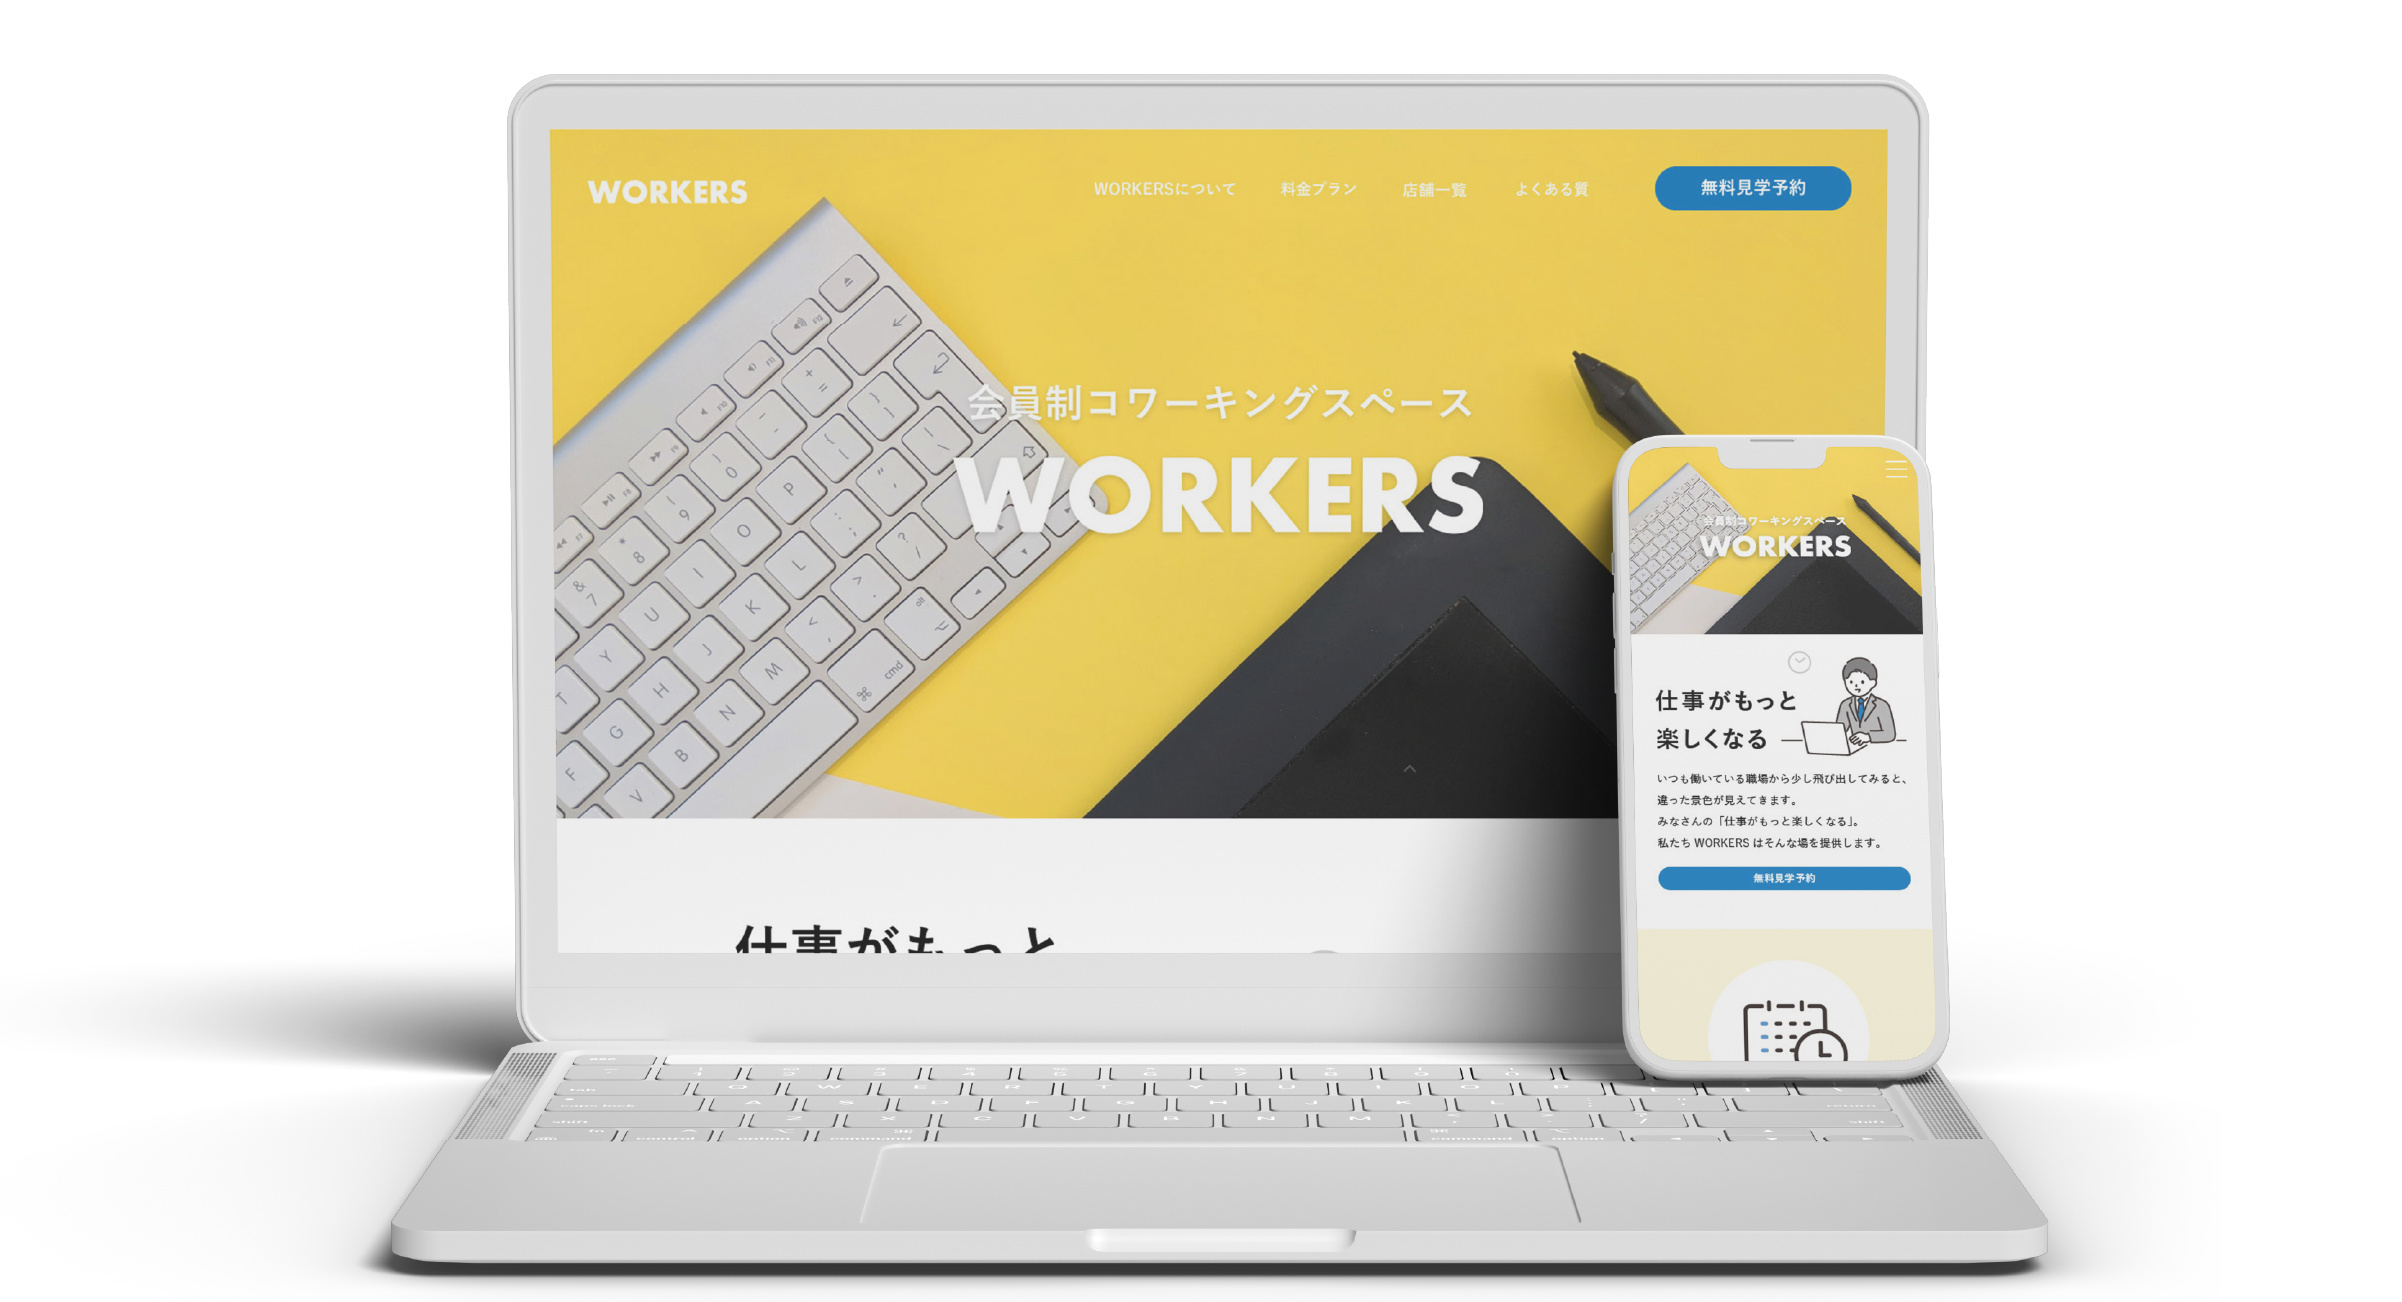 WORKERS
WORKERSについて
料金プラン
店舗一覧
よくある質
無料見学予約
会員制コワーキングスペース
WORKERS
仕事がもっと
会員制コワーキングスペース
WORKERS
仕事がもっと
楽しくなる
いつも働いている職場から少し飛び出してみると、
違った景色が見えてきます。
みなさんの「仕事がもっと楽しくなる」。
私たち WORKERS はそんな場を提供します。
無料見学予約